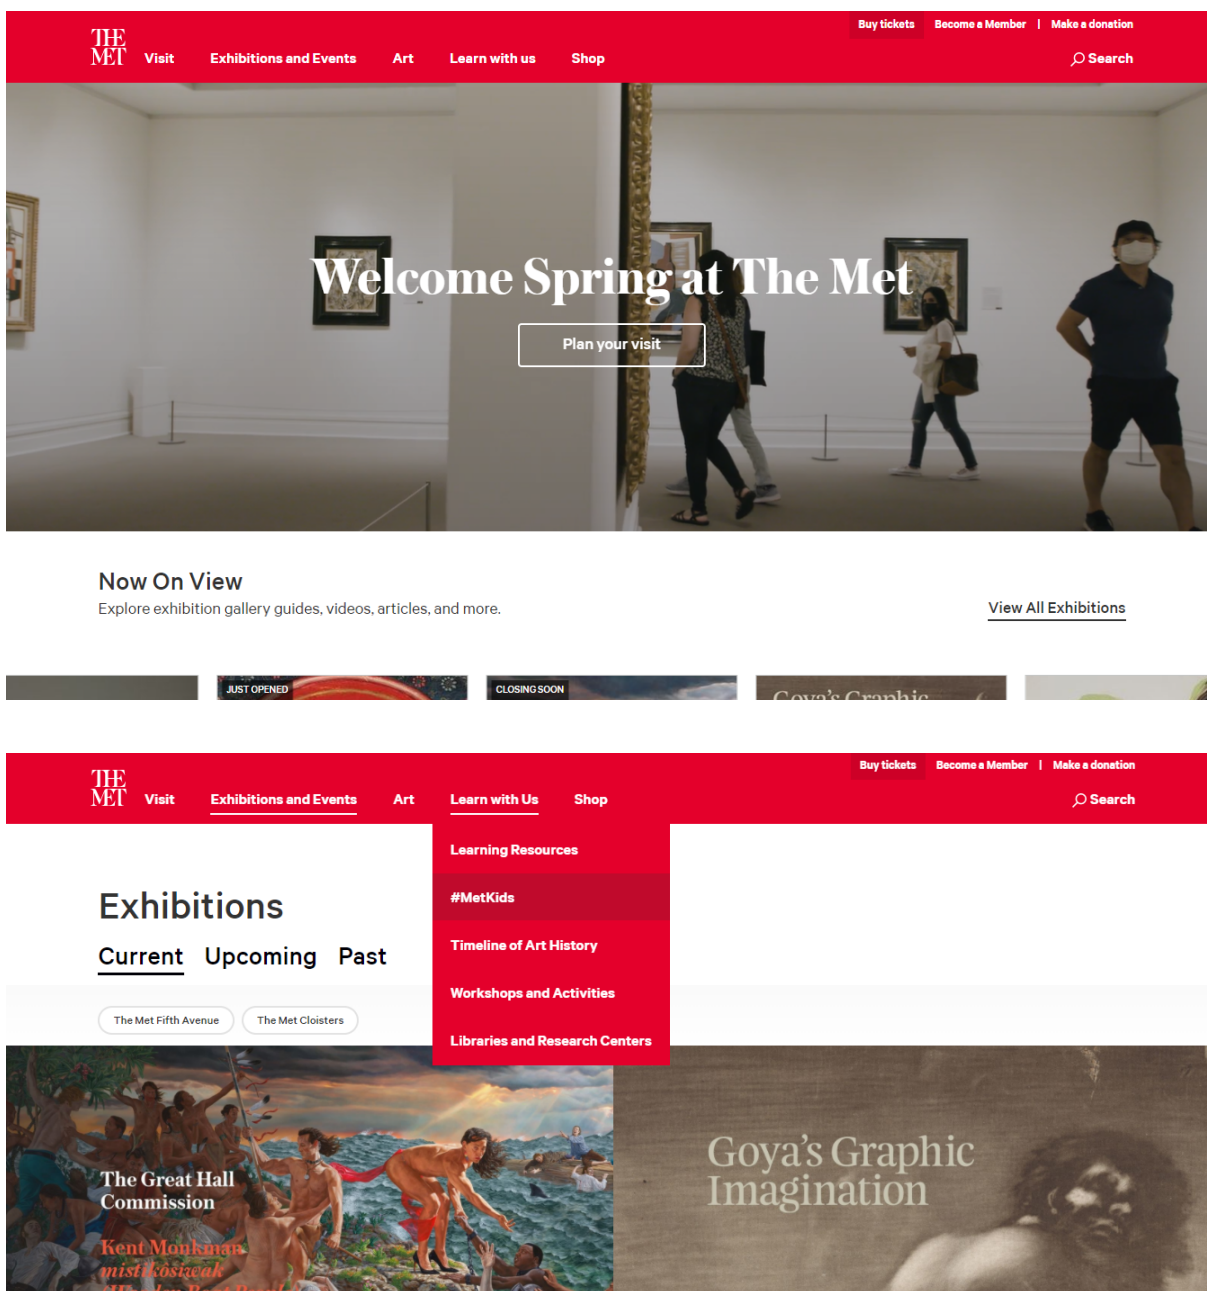 Buy tickets Become a Member | Make a donation
THE
MET Visit Exhibitions and Events Art Learn with us Shop Search
Welcome Spring at The Met
Plan your visit
Now On View
Explore exhibition gallery guides, videos, articles, and more.
View All Exhibitions
JUST OPENED
CLOSING SOON
Goya's Graphic
Buy tickets Become a Member | Make a donation
THE
MET Visit Exhibitions and Events Art Learn with Us Shop Search
Learning Resources
#MetKids
Timeline of Art History
Workshops and Activities
Libraries and Research Centers
Exhibitions
Current Upcoming Past
The Met Fifth Avenue The Met Cloisters
The Great Hall
Commission
Kent Monkman
mistikôsiwak
Goya's Graphic
Imagination